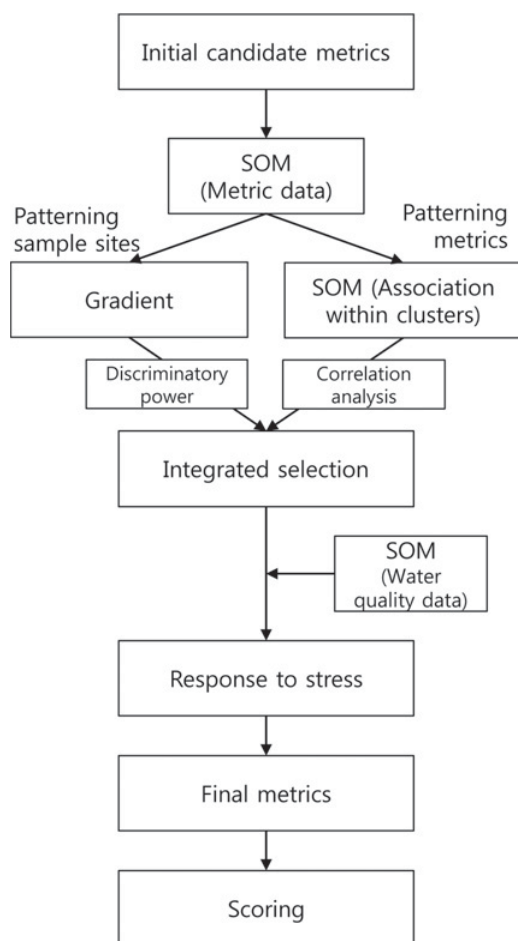 Initial candidate metrics
SOM
(Metric data)
Patterning
sample sites
Patterning
metrics
Gradient
SOM (Association
within clusters)
Discriminatory
power
Correlation
analysis
Integrated selection
SOM
(Water
quality data)
Response to stress
Final metrics
Scoring